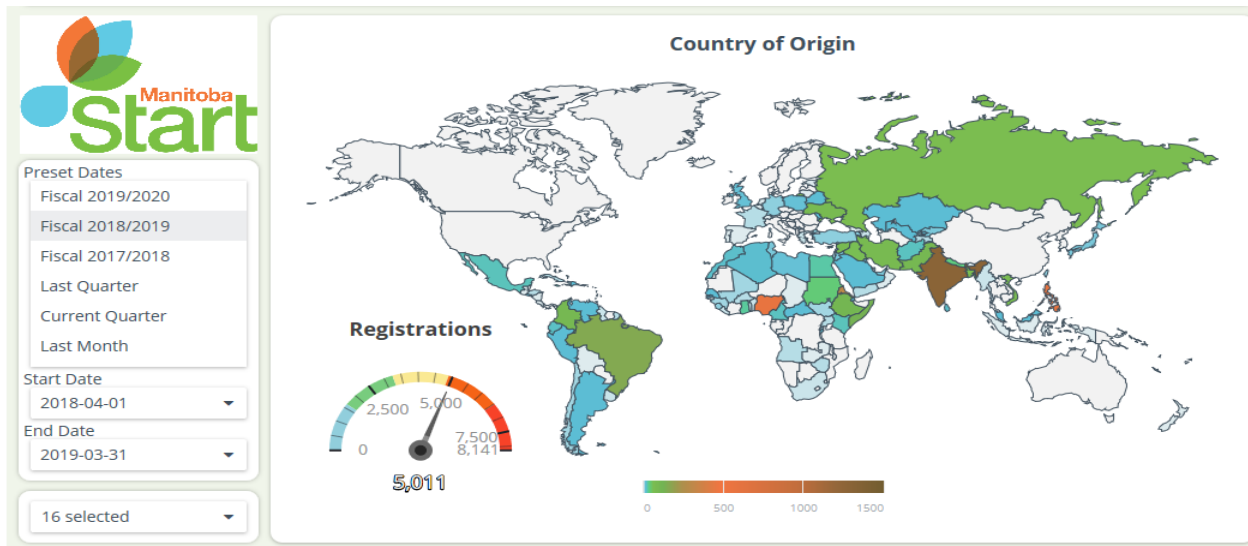 Manitoba
Start
Preset Dates
Fiscal 2019/2020
Fiscal 2018/2019
Fiscal 2017/2018
Last Quarter
Current Quarter
Last Month
Start Date
2018-04-01
End Date
2019-03-31
16 selected
Country of Origin
Registrations
0
2,500
5,000
7,500
8,141
5,011
0 500 1000 1500